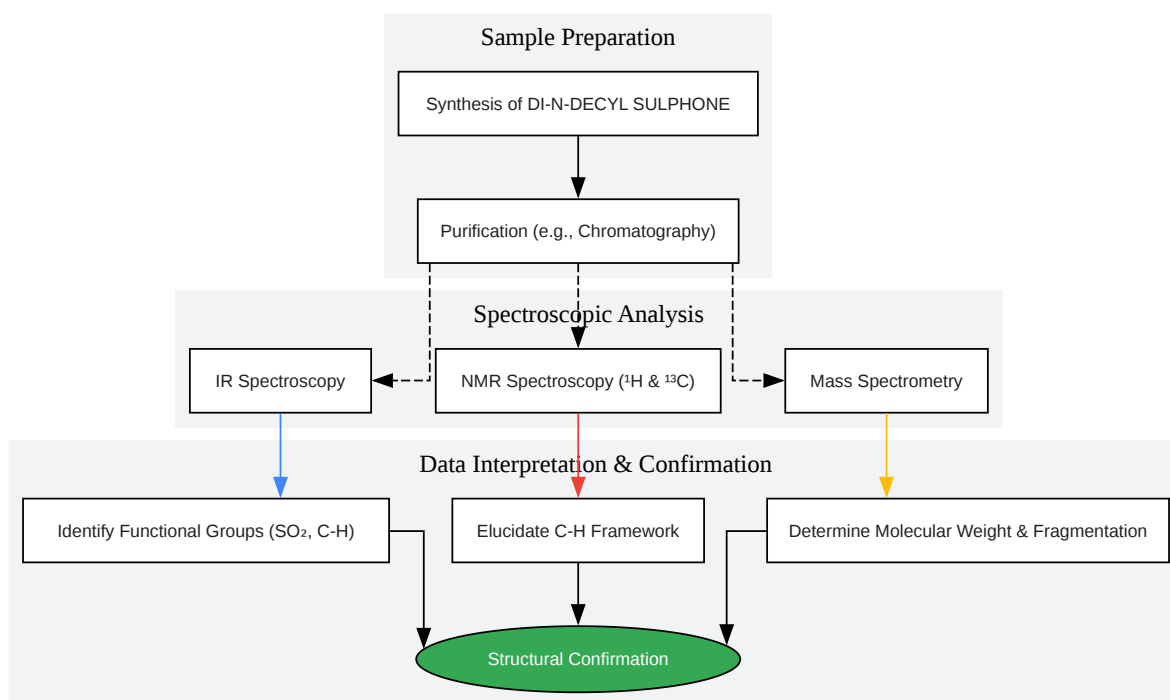 Sample Preparation
Synthesis of DI-N-DECYL SULPHONE
Purification (e.g., Chromatography)
Spectroscopic Analysis
IR Spectroscopy
NMR Spectroscopy (¹H & ¹³C)
Mass Spectrometry
Data Interpretation & Confirmation
Identify Functional Groups (SO₂, C-H)
Elucidate C-H Framework
Determine Molecular Weight & Fragmentation
Structural Confirmation